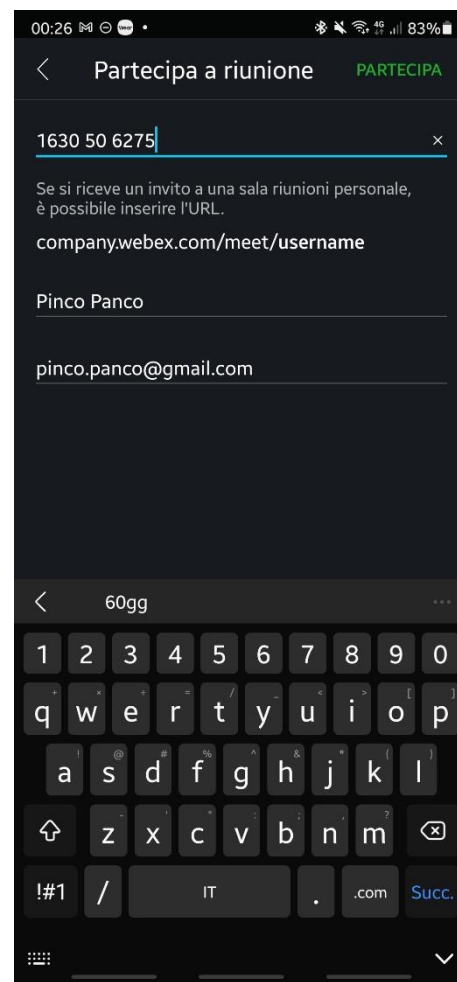 00:26 83%
Partecipa a riunione PARTECIPA
1630 50 6275
Se si riceve un invito a una sala riunioni personale,
è possibile inserire l'URL.
company.webex.com/meet/username
Pinco Panco
pinco.panco@gmail.com
60gg
1 2 3 4 5 6 7 8 9 0
q w e r t y u i o p
a s d f g h j k l
z x c v b n m
!#1 / IT . .com Succ.